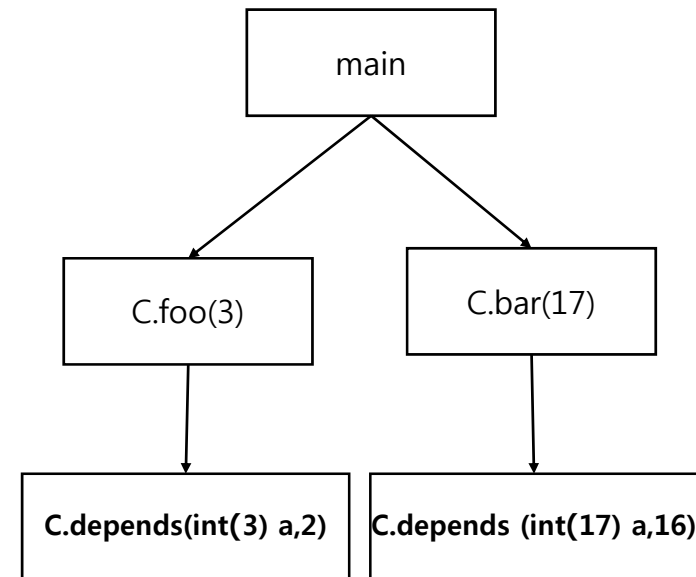 main
C.foo(3)
C.bar(17)
C.depends(int(3) a,2)
C.depends (int(17) a,16)